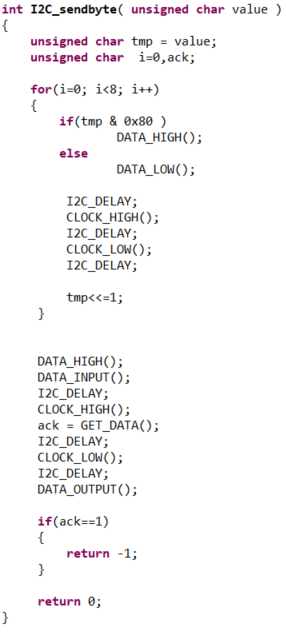 int I2C_sendbyte( unsigned char value )
{
    unsigned char tmp = value;
    unsigned char  i=0,ack;
    for(i=0; i<8; i++)
    {
        if(tmp & 0x80 )
                DATA_HIGH();
        else
                DATA_LOW();
         I2C_DELAY;
         CLOCK_HIGH();
         I2C_DELAY;
         CLOCK_LOW();
         I2C_DELAY;
         tmp<<=1;
     }
     DATA_HIGH();
     DATA_INPUT();
     I2C_DELAY;
     CLOCK_HIGH();
     ack = GET_DATA();
     I2C_DELAY;
     CLOCK_LOW();
     I2C_DELAY;
     DATA_OUTPUT();
     if(ack==1)
     {
         return -1;
     }
     return 0;
}